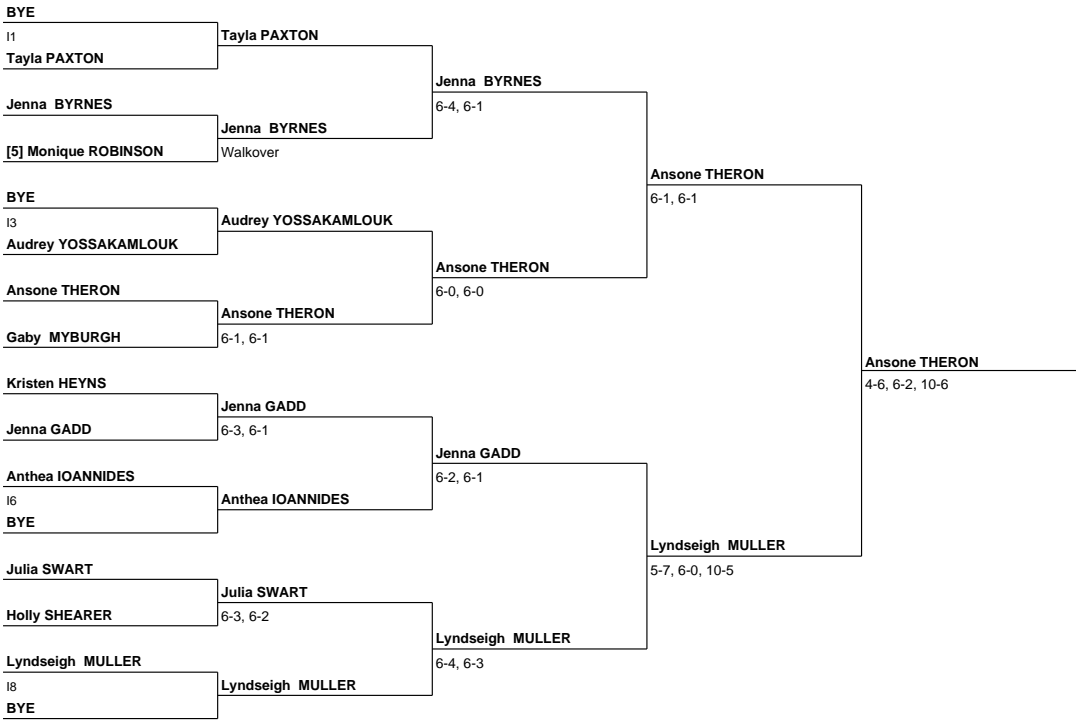 BYE
I1
Tayla PAXTON
Jenna BYRNES
[5] Monique ROBINSON
BYE
I3
Audrey YOSSAKAMLOUK
Ansone THERON
Gaby MYBURGH
Kristen HEYNS
Jenna GADD
Anthea IOANNIDES
I6
BYE
Julia SWART
Holly SHEARER
Lyndseigh MULLER
I8
BYE
Tayla PAXTON
Jenna BYRNES
Walkover
Audrey YOSSAKAMLOUK
Ansone THERON
6-1, 6-1
Jenna GADD
6-3, 6-1
Anthea IOANNIDES
Julia SWART
6-3, 6-2
Lyndseigh MULLER
Jenna BYRNES
6-4, 6-1
Ansone THERON
6-0, 6-0
Jenna GADD
6-2, 6-1
Lyndseigh MULLER
6-4, 6-3
Ansone THERON
6-1, 6-1
Lyndseigh MULLER
5-7, 6-0, 10-5
Ansone THERON
4-6, 6-2, 10-6